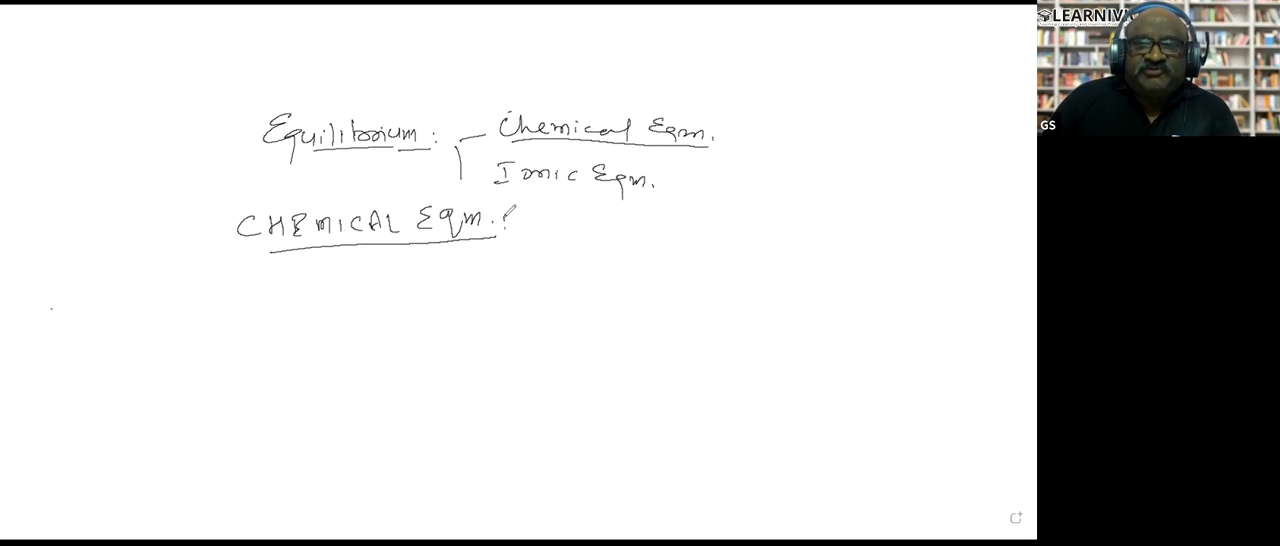 Equilibrium : Chemical Eqm.
Ionic Eqm.
CHEMICAL Eqm. :
LEARNIV
GS